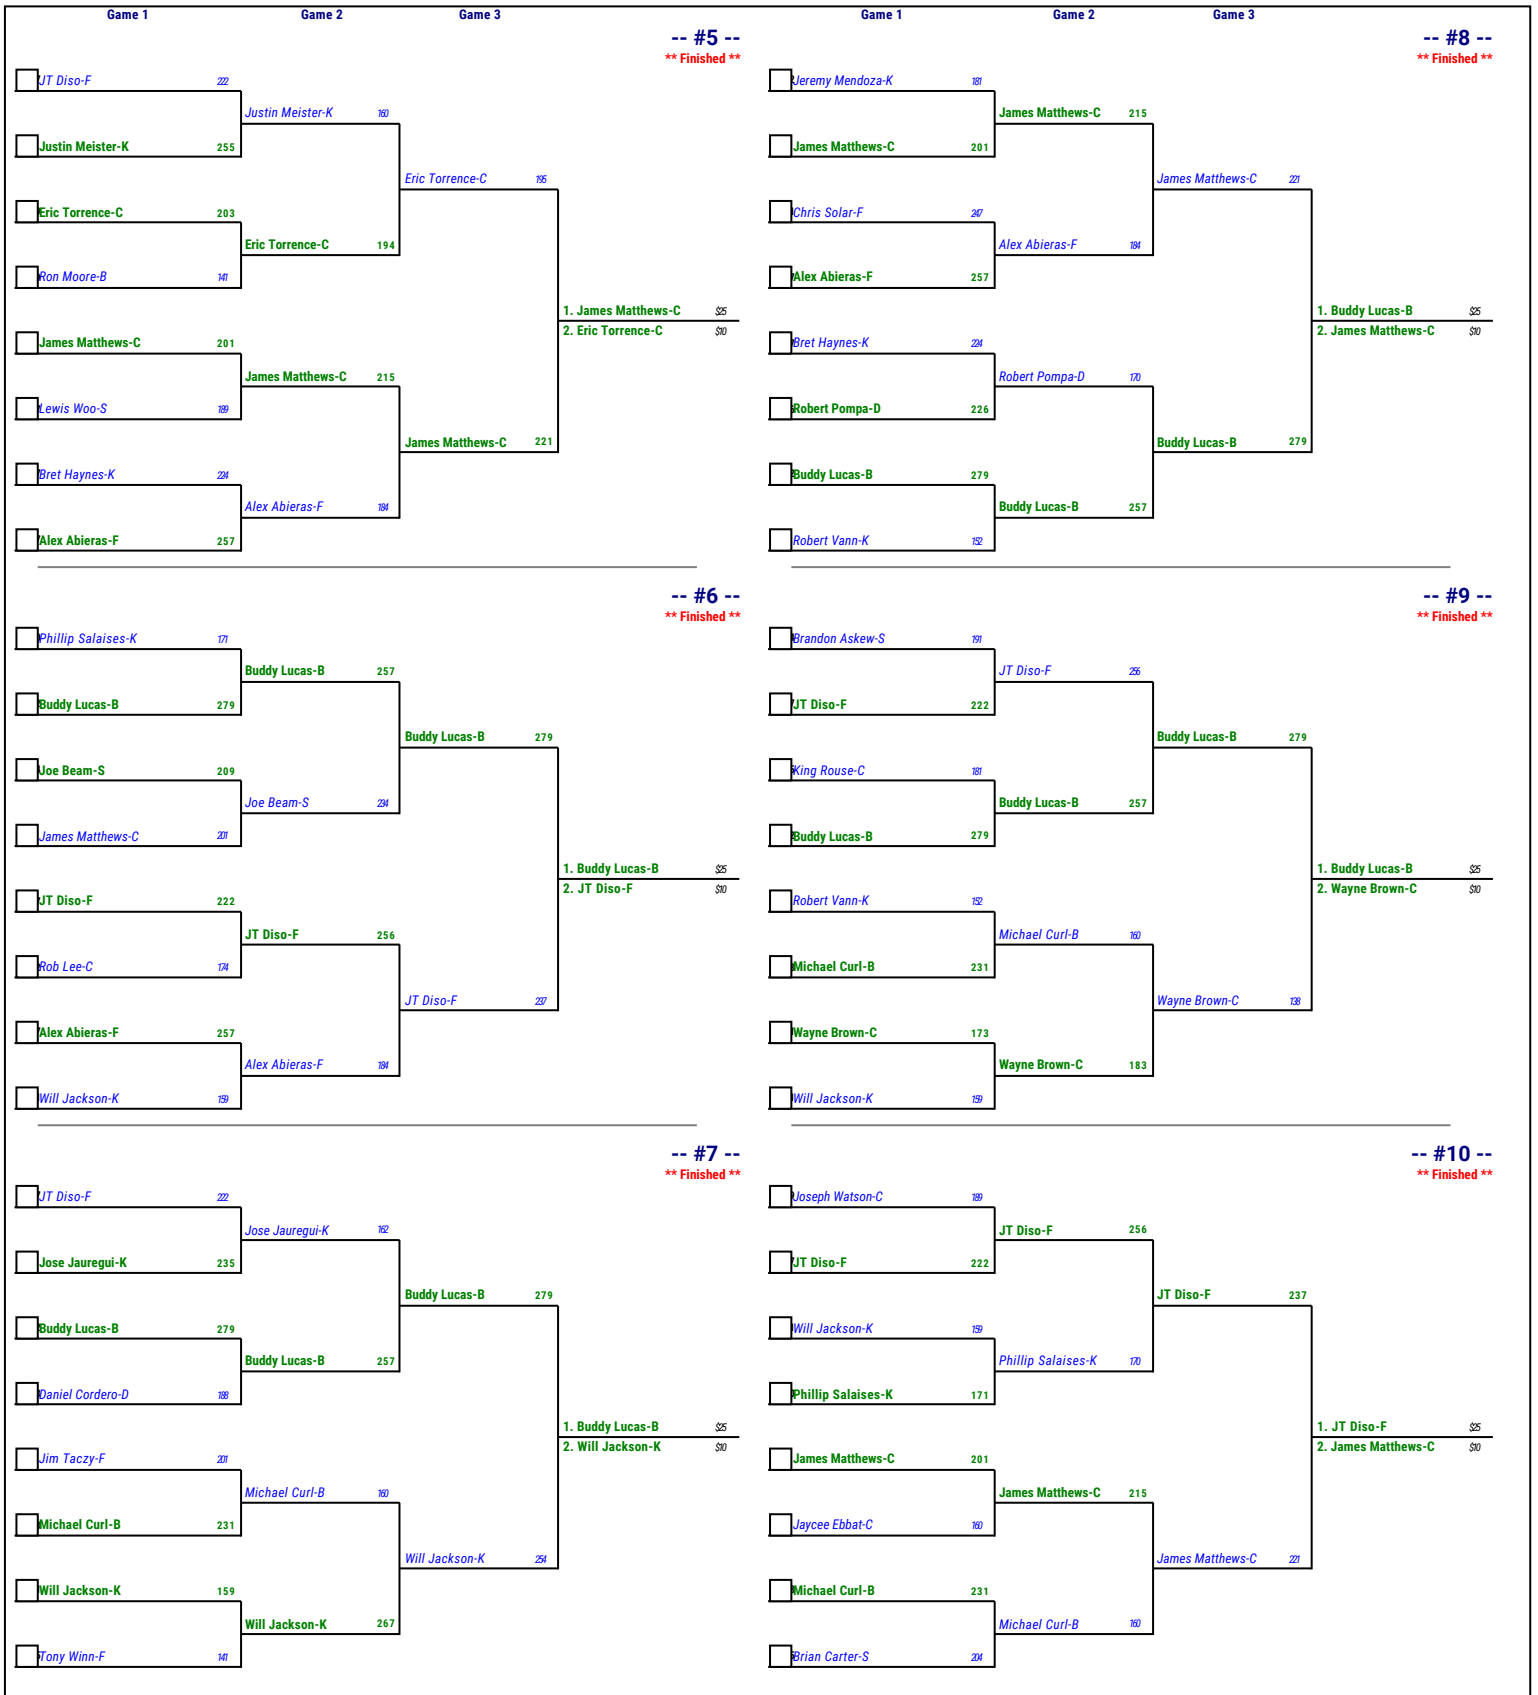 Game 1 Game 2 Game 3 Game 1 Game 2 Game 3
-- #5 --
** Finished **
JT Diso-F 222
Justin Meister-K 160
Justin Meister-K 255
Eric Torrence-C 195
Eric Torrence-C 203
Eric Torrence-C 194
Ron Moore-B 141
1. James Matthews-C $25
2. Eric Torrence-C $10
James Matthews-C 201
James Matthews-C 215
Lewis Woo-S 189
James Matthews-C 221
Bret Haynes-K 224
Alex Abieras-F 184
Alex Abieras-F 257
-- #6 --
** Finished **
Phillip Salaises-K 171
Buddy Lucas-B 257
Buddy Lucas-B 279
Buddy Lucas-B 279
Joe Beam-S 209
Joe Beam-S 234
James Matthews-C 201
1. Buddy Lucas-B $25
2. JT Diso-F $10
JT Diso-F 222
JT Diso-F 256
Rob Lee-C 174
JT Diso-F 237
Alex Abieras-F 257
Alex Abieras-F 184
Will Jackson-K 159
-- #7 --
** Finished **
JT Diso-F 222
Jose Jauregui-K 162
Jose Jauregui-K 235
Buddy Lucas-B 279
Buddy Lucas-B 279
Buddy Lucas-B 257
Daniel Cordero-D 188
1. Buddy Lucas-B $25
2. Will Jackson-K $10
Jim Taczy-F 201
Michael Curl-B 160
Michael Curl-B 231
Will Jackson-K 254
Will Jackson-K 159
Will Jackson-K 267
Tony Winn-F 141
-- #8 --
** Finished **
Jeremy Mendoza-K 181
James Matthews-C 215
James Matthews-C 201
James Matthews-C 221
Chris Solar-F 247
Alex Abieras-F 184
Alex Abieras-F 257
1. Buddy Lucas-B $25
2. James Matthews-C $10
Bret Haynes-K 224
Robert Pompa-D 170
Robert Pompa-D 226
Buddy Lucas-B 279
Buddy Lucas-B 279
Buddy Lucas-B 257
Robert Vann-K 152
-- #9 --
** Finished **
Brandon Askew-S 191
JT Diso-F 256
JT Diso-F 222
Buddy Lucas-B 279
King Rouse-C 181
Buddy Lucas-B 257
Buddy Lucas-B 279
1. Buddy Lucas-B $25
2. Wayne Brown-C $10
Robert Vann-K 152
Michael Curl-B 160
Michael Curl-B 231
Wayne Brown-C 138
Wayne Brown-C 173
Wayne Brown-C 183
Will Jackson-K 159
-- #10 --
** Finished **
Joseph Watson-C 189
JT Diso-F 256
JT Diso-F 222
JT Diso-F 237
Will Jackson-K 159
Phillip Salaises-K 170
Phillip Salaises-K 171
1. JT Diso-F $25
2. James Matthews-C $10
James Matthews-C 201
James Matthews-C 215
Jaycee Ebbat-C 160
James Matthews-C 221
Michael Curl-B 231
Michael Curl-B 160
Brian Carter-S 204